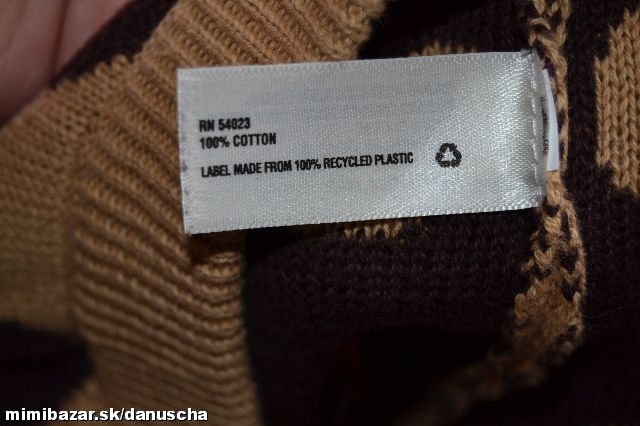 RN 54023
100% COTTON
LABEL MADE FROM 100% RECYCLED PLASTIC
mimibazar.sk/danuscha